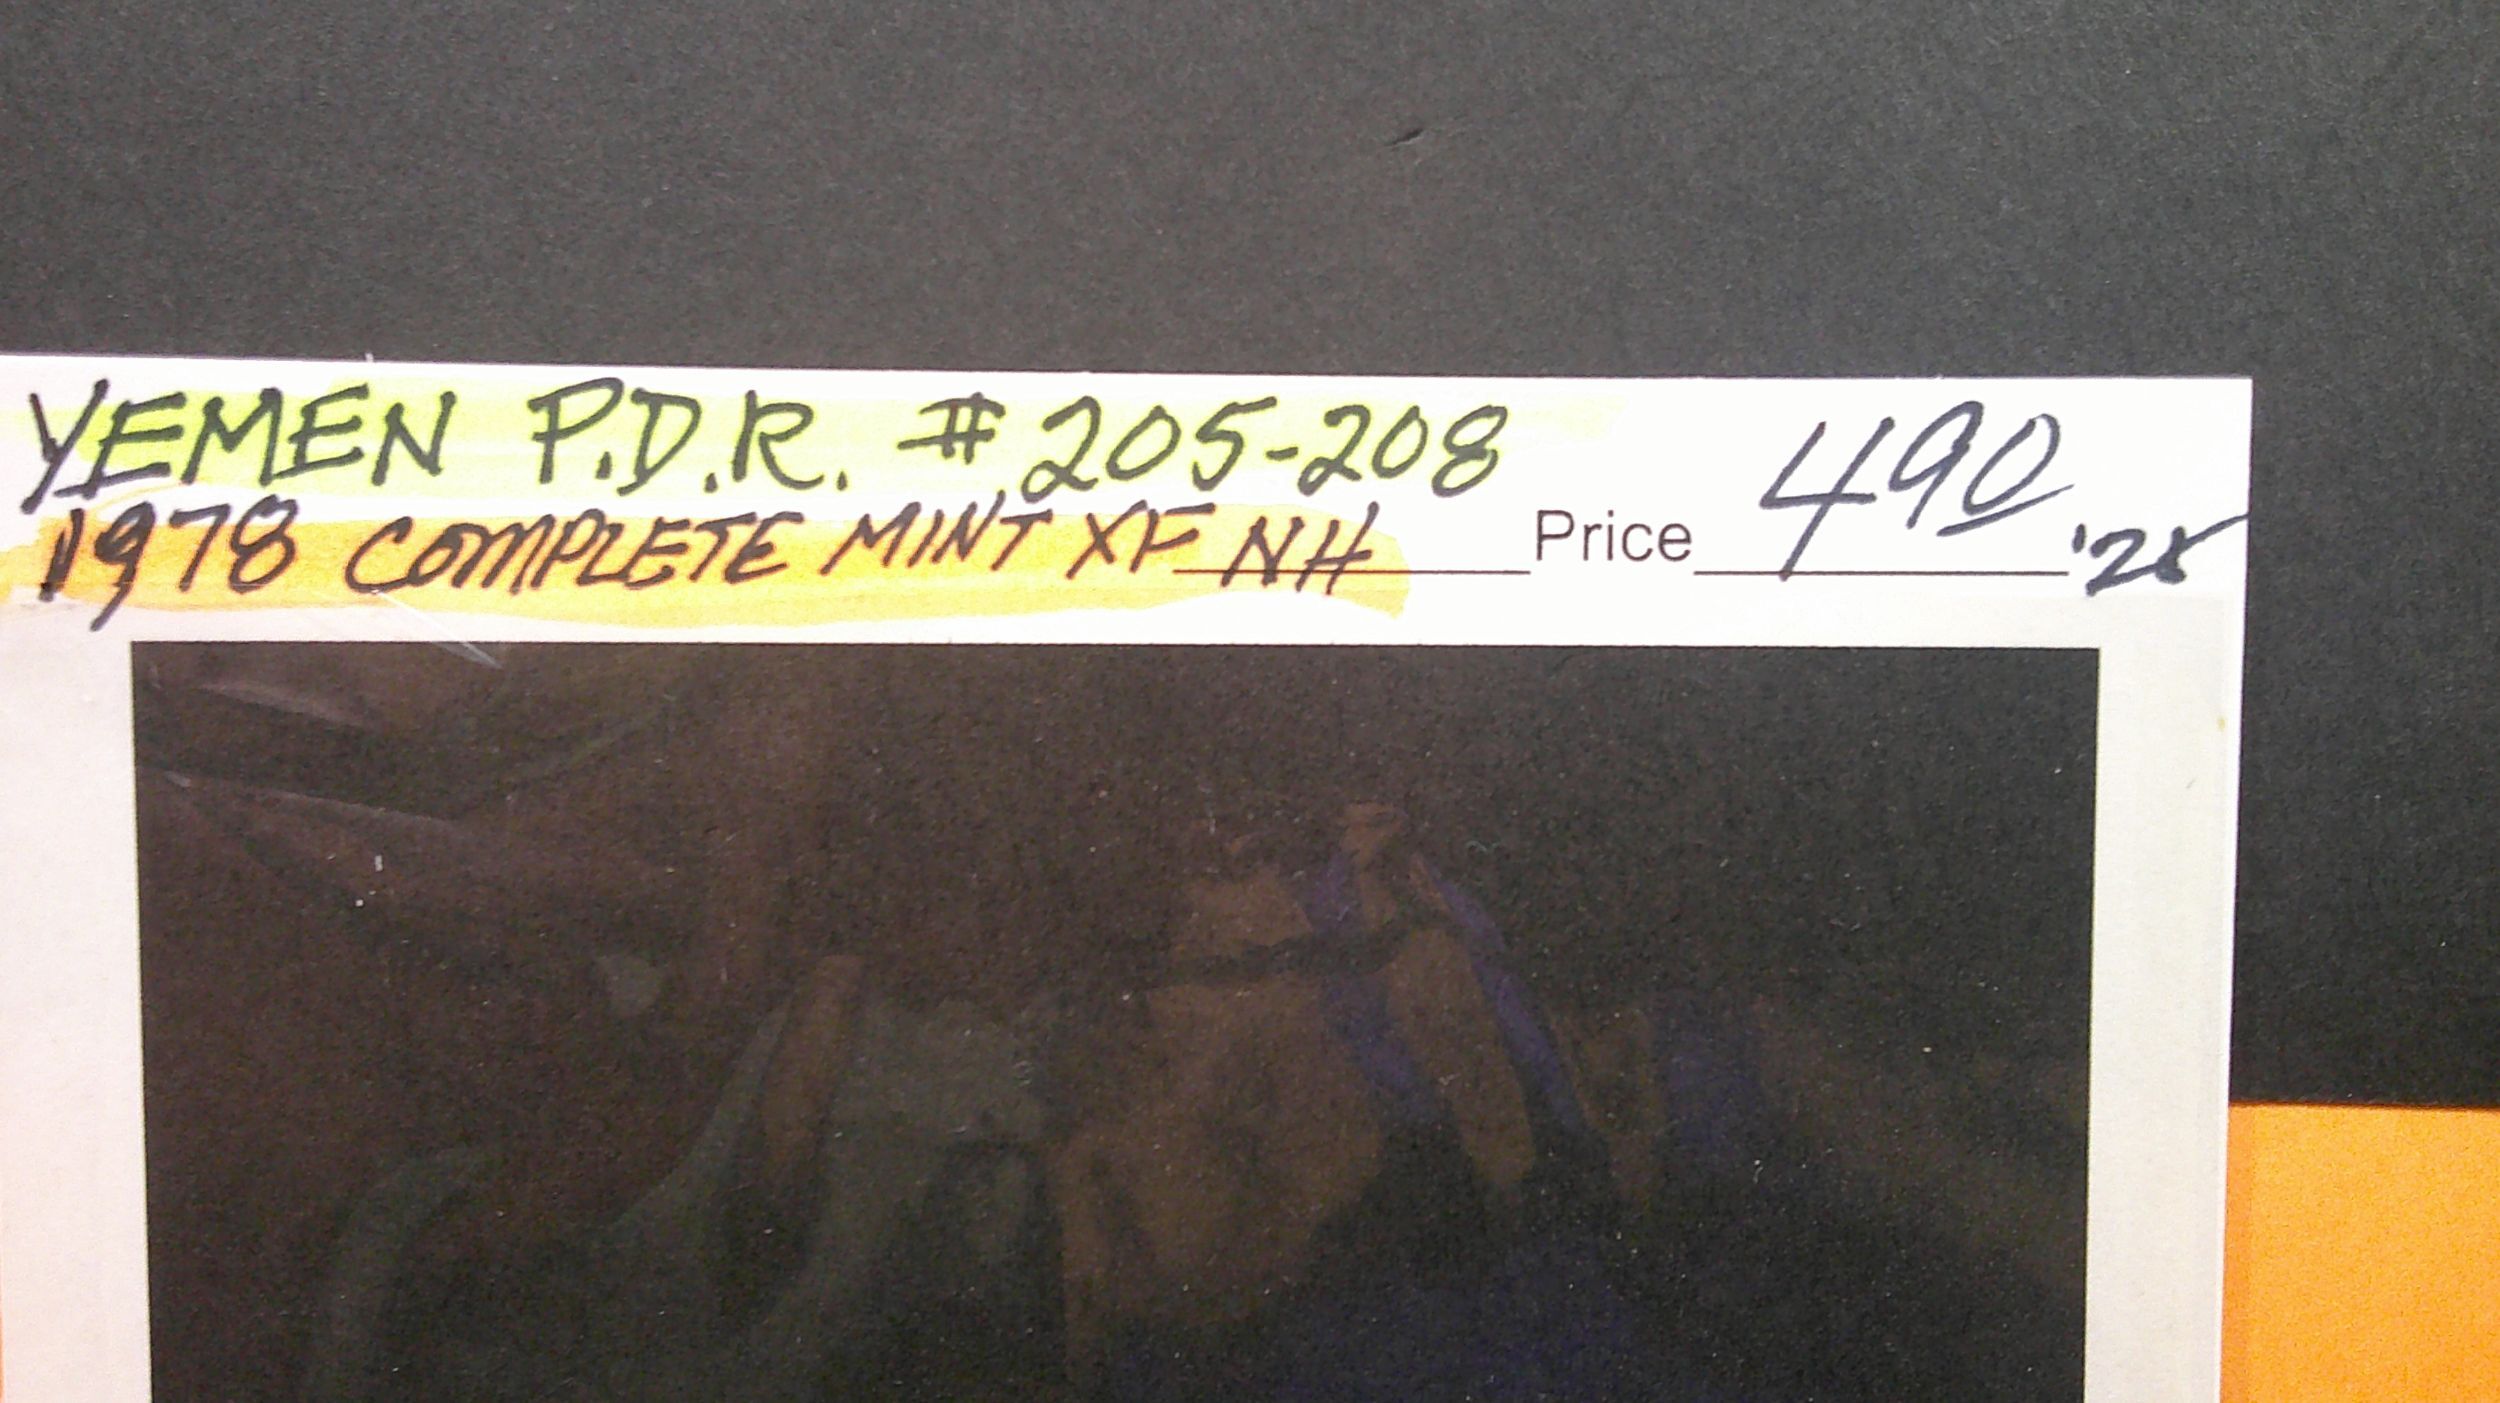 YEMEN P.D.R. #205-208
1978 COMPLETE MINT XF NH Price 490 '25